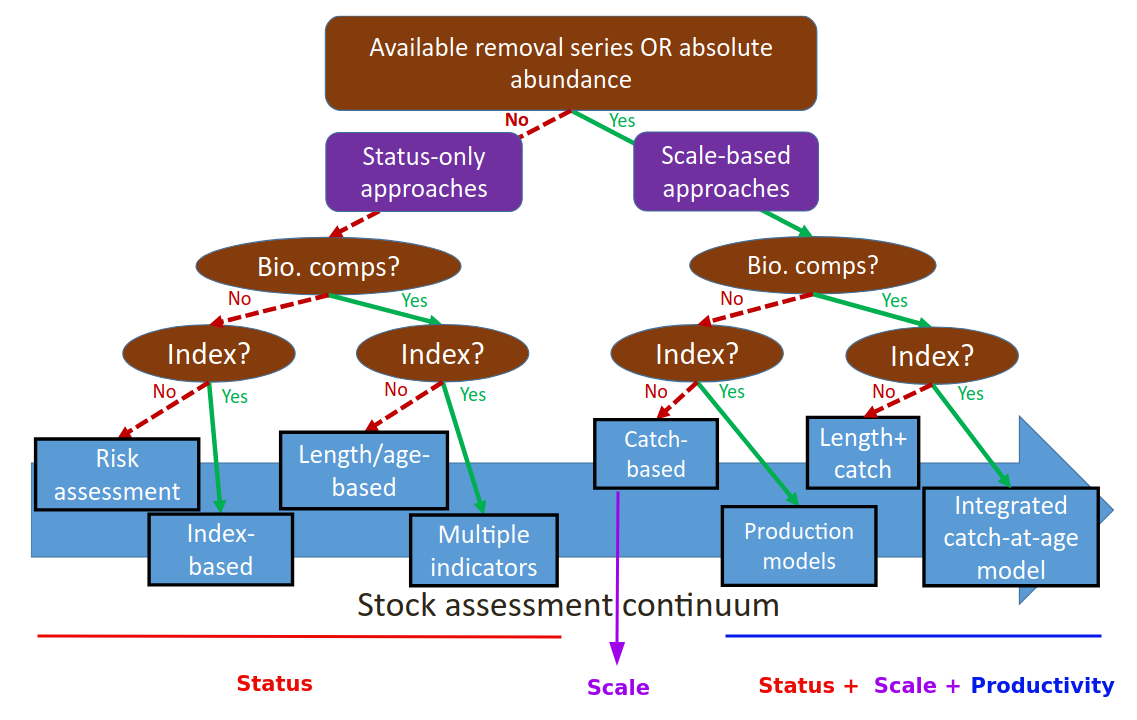 Available removal series OR absolute
abundance
No
Yes
Status-only
approaches
Scale-based
approaches
Bio. comps?
Bio. comps?
No
Yes
No
Yes
Index?
Index?
Index?
Index?
No
Yes
No
Yes
No
Yes
No
Yes
Risk
assessment
Length/age-
based
Catch-
based
Length+
catch
Index-
based
Multiple
indicators
Production
models
Integrated
catch-at-age
model
Stock assessment continuum
Status
Scale
Status + Scale + Productivity